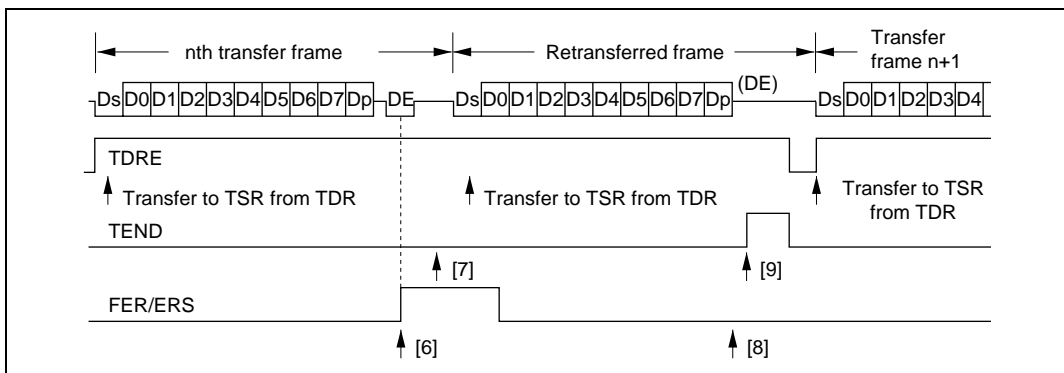 nth transfer frame
Retransferred frame
Transfer
frame n+1
Ds D0 D1 D2 D3 D4 D5 D6 D7 Dp DE
Ds D0 D1 D2 D3 D4 D5 D6 D7 Dp
(DE)
Ds D0 D1 D2 D3 D4
TDRE
Transfer to TSR from TDR
Transfer to TSR from TDR
Transfer to TSR
from TDR
TEND
[7]
[9]
FER/ERS
[6]
[8]